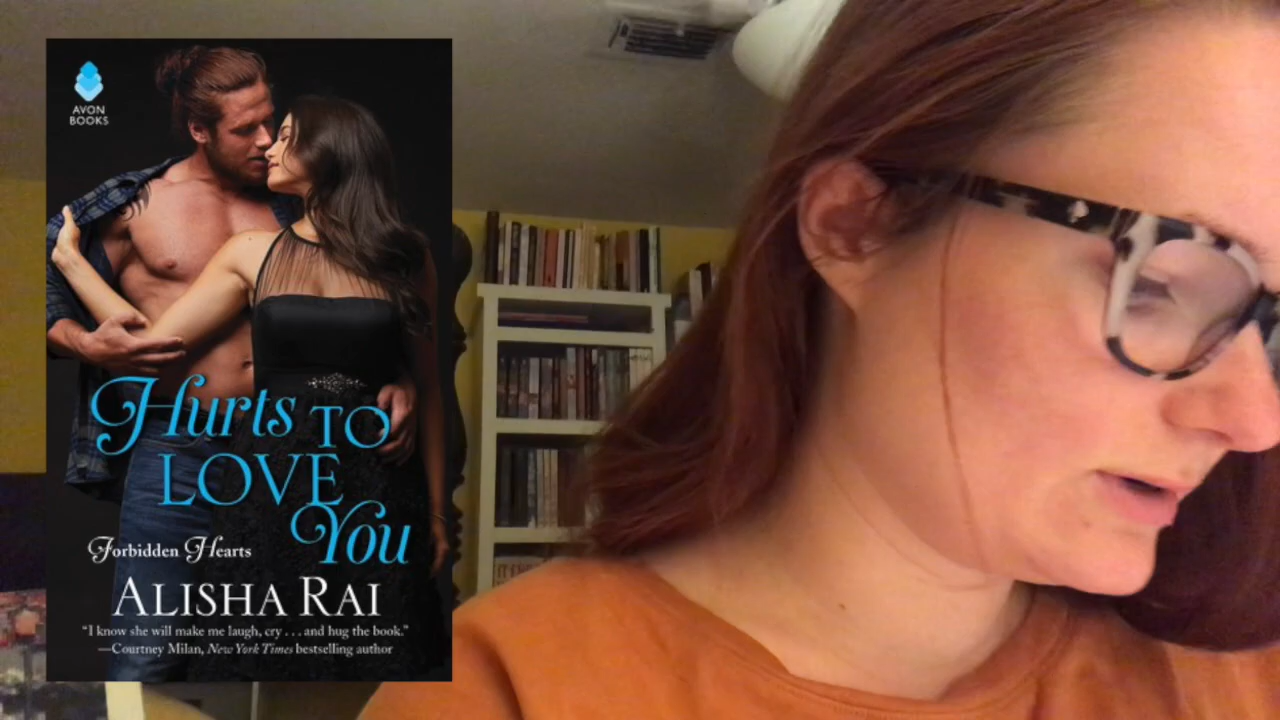 AVON
BOOKS
Hurts TO
LOVE
You
Forbidden Hearts
ALISHA RAI
“I know she will make me laugh, cry . . . and hug the book.”
—Courtney Milan, New York Times bestselling author